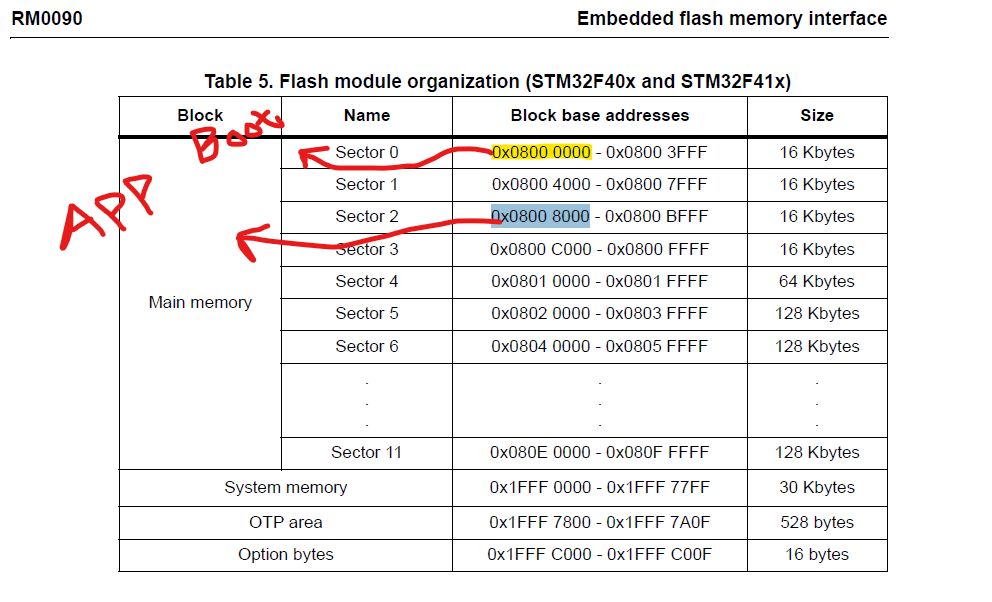 RM0090 Embedded flash memory interface
Table 5. Flash module organization (STM32F40x and STM32F41x)
Block Name Block base addresses Size
Boot
APP
Main memory
Sector 0 0x0800 0000 - 0x0800 3FFF 16 Kbytes
Sector 1 0x0800 4000 - 0x0800 7FFF 16 Kbytes
Sector 2 0x0800 8000 - 0x0800 BFFF 16 Kbytes
Sector 3 0x0800 C000 - 0x0800 FFFF 16 Kbytes
Sector 4 0x0801 0000 - 0x0801 FFFF 64 Kbytes
Sector 5 0x0802 0000 - 0x0803 FFFF 128 Kbytes
Sector 6 0x0804 0000 - 0x0805 FFFF 128 Kbytes
. . .
. . .
. . .
Sector 11 0x080E 0000 - 0x080F FFFF 128 Kbytes
System memory 0x1FFF 0000 - 0x1FFF 77FF 30 Kbytes
OTP area 0x1FFF 7800 - 0x1FFF 7A0F 528 bytes
Option bytes 0x1FFF C000 - 0x1FFF C00F 16 bytes